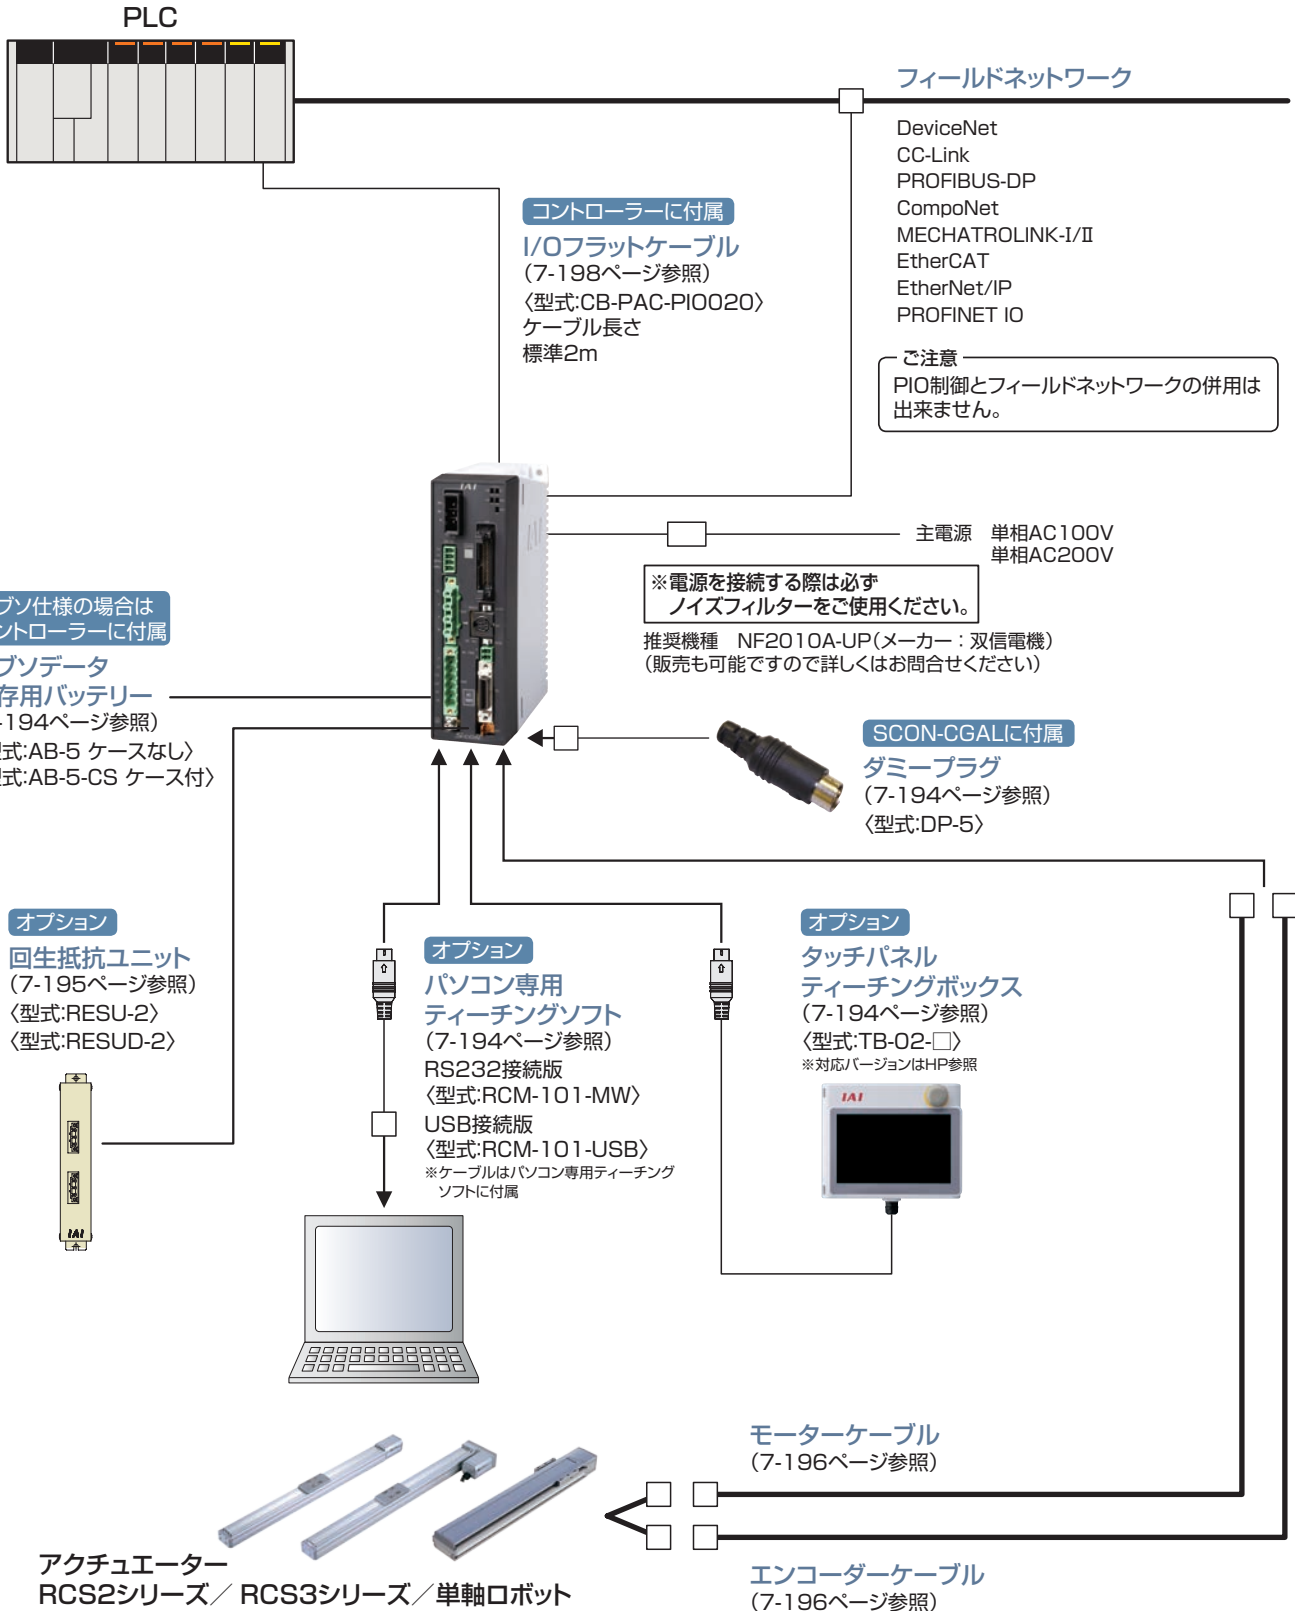 PLC
フィールドネットワーク
DeviceNet
CC-Link
PROFIBUS-DP
CompoNet
MECHATROLINK-I/II
EtherCAT
EtherNet/IP
PROFINET IO
ご注意
PIO制御とフィールドネットワークの併用は
出来ません。
コントローラーに付属
I/Oフラットケーブル
(7-198ページ参照)
〈型式:CB-PAC-PIO020〉
ケーブル長さ
標準2m
IAI
主電源 単相AC100V
単相AC200V
※電源を接続する際は必ず
ノイズフィルターをご使用ください。
推奨機種 NF2010A-UP(メーカー:双信電機)
(販売も可能ですので詳しくはお問合せください)
ブソ仕様の場合は
ントローラーに付属
ブソデータ
存用バッテリー
-194ページ参照)
型式:AB-5 ケースなし〉
型式:AB-5-CS ケース付〉
SCON-CGALに付属
ダミープラグ
(7-194ページ参照)
〈型式:DP-5〉
オプション
回生抵抗ユニット
(7-195ページ参照)
〈型式:RESU-2〉
〈型式:RESUD-2〉
IAI
オプション
パソコン専用
ティーチングソフト
(7-194ページ参照)
RS232接続版
〈型式:RCM-101-MW〉
USB接続版
〈型式:RCM-101-USB〉
※ケーブルはパソコン専用ティーチング
ソフトに付属
オプション
タッチパネル
ティーチングボックス
(7-194ページ参照)
〈型式:TB-02-□〉
※対応バージョンはHP参照
IAI
モーターケーブル
(7-196ページ参照)
エンコーダーケーブル
(7-196ページ参照)
アクチュエーター
RCS2シリーズ/RCS3シリーズ/単軸ロボット